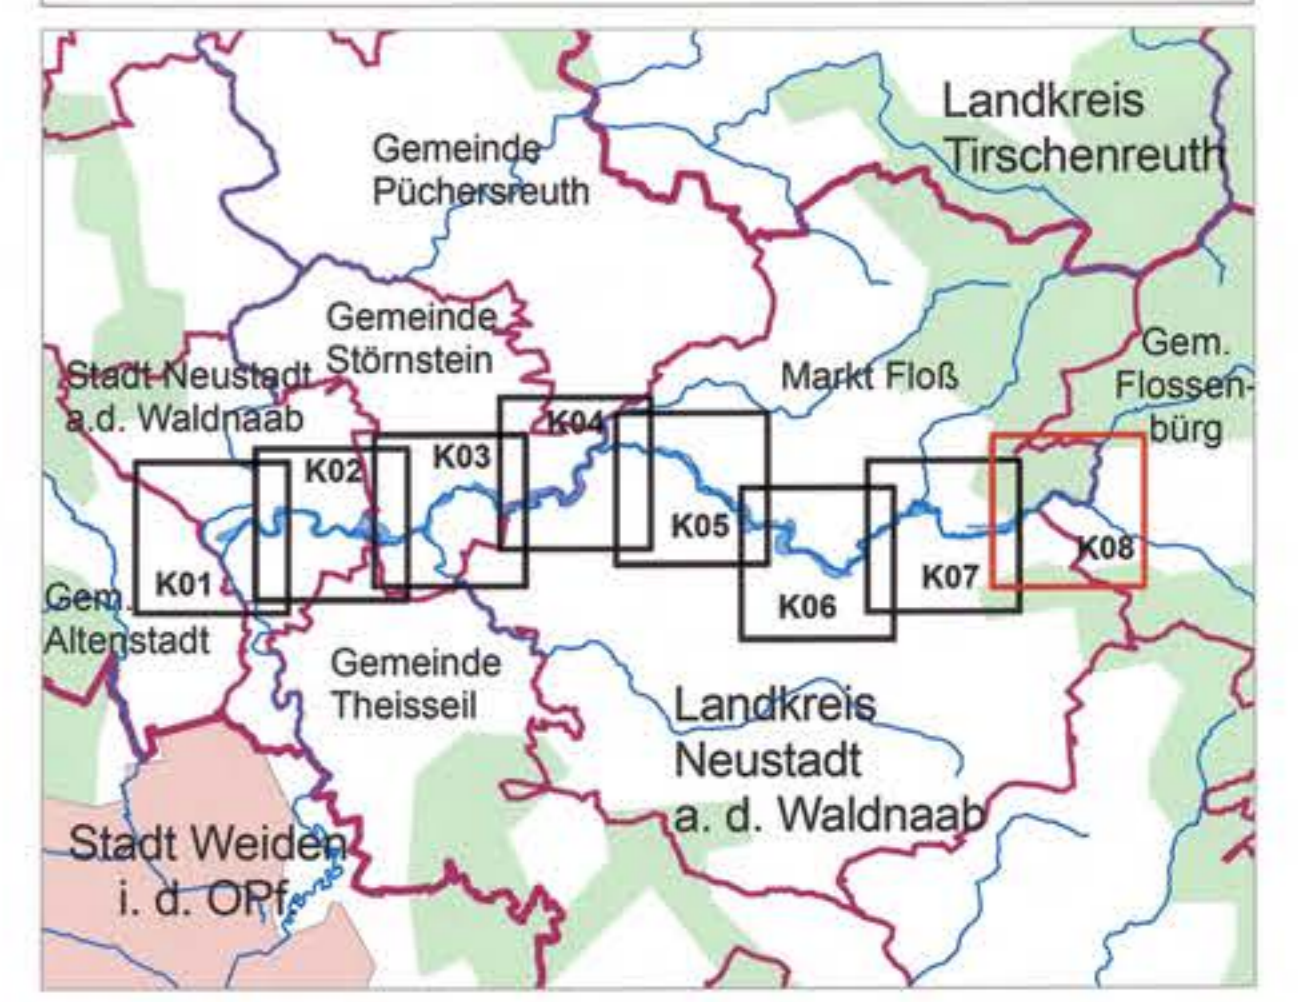 Landkreis
Tirschenreuth
Gemeinde
Püchersreuth
Gemeinde
Störnstein
Gem.
Flossen-
bürg
Stadt Neustadt
a.d. Waldnaab
Markt Floß
K04
K03
K02
K05
K08
K07
K01
K06
Gem.
Altenstadt
Gemeinde
Theisseil
Landkreis
Neustadt
a. d. Waldnaab
Stadt Weiden
i. d. OPf